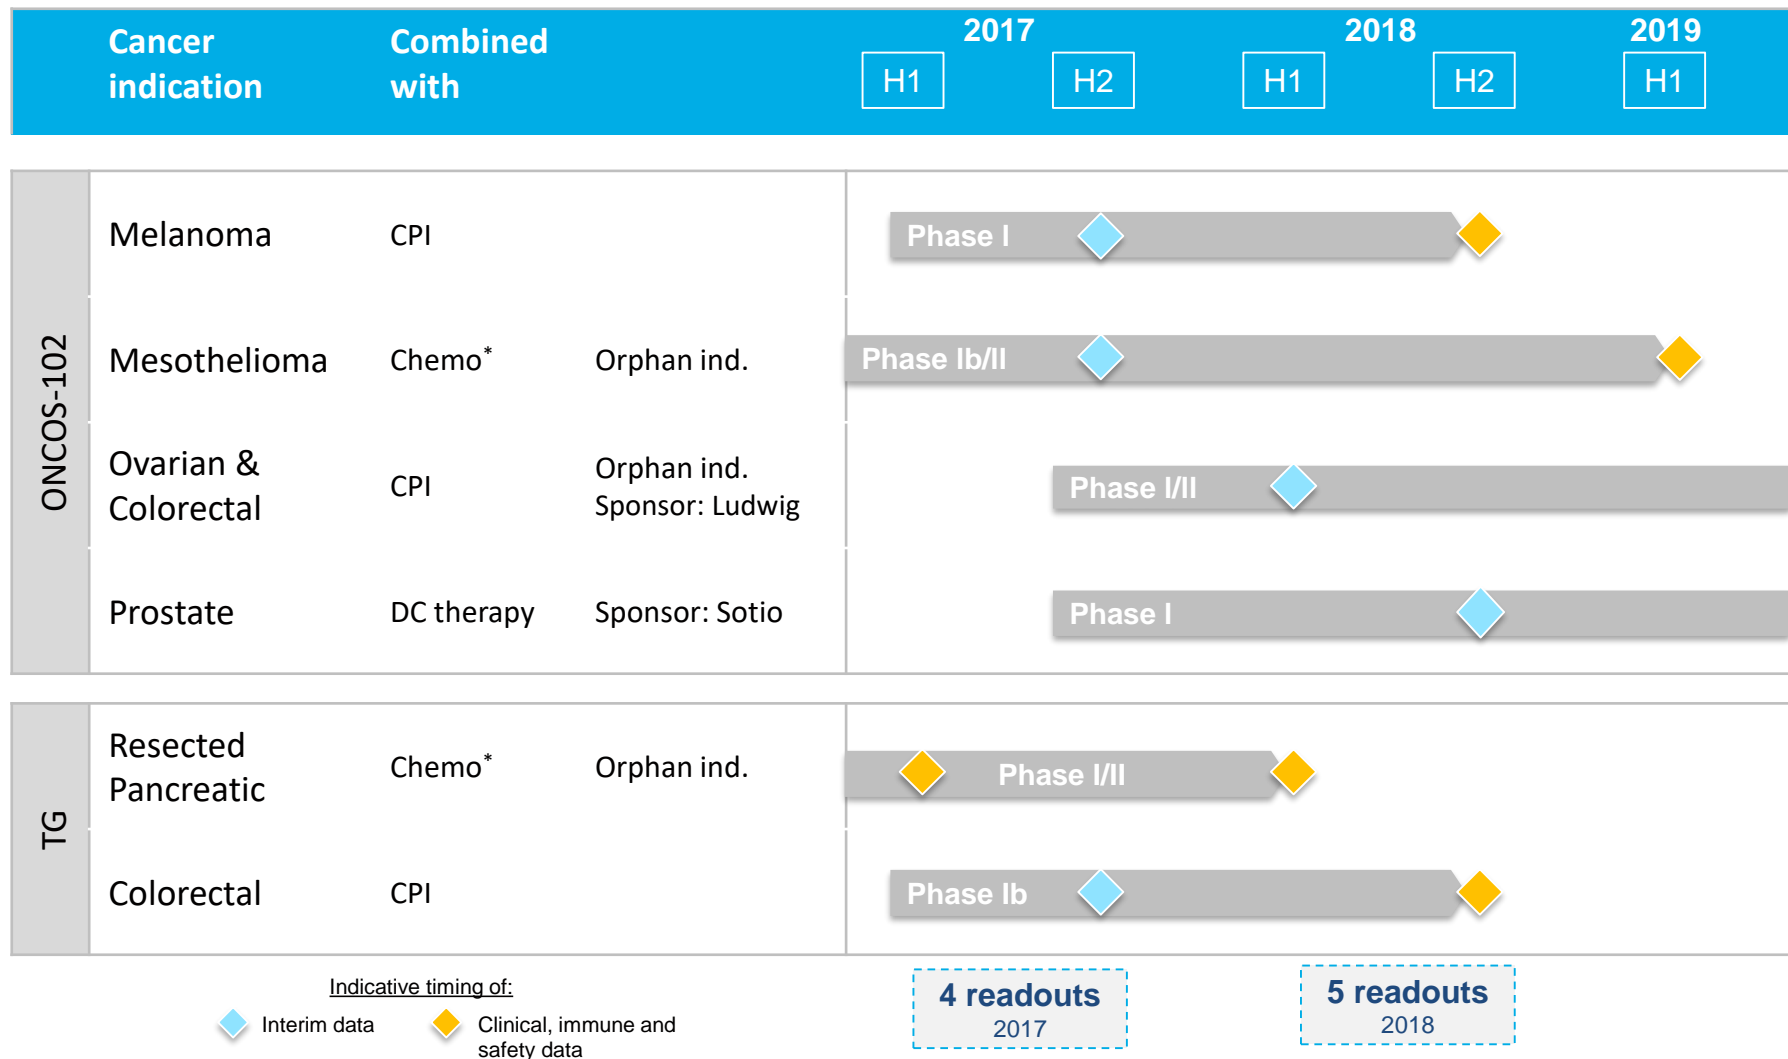 Cancer indication
Combined with
2017
2018
2019
H1
H2
H1
H2
H1
ONCOS-102
Melanoma
CPI
Phase I
Mesothelioma
Chemo*
Orphan ind.
Phase Ib/II
Ovarian &
Colorectal
CPI
Orphan ind.
Sponsor: Ludwig
Phase I/II
Prostate
DC therapy
Sponsor: Sotio
Phase I
TG
Resected
Pancreatic
Chemo*
Orphan ind.
Phase I/II
Colorectal
CPI
Phase Ib
Indicative timing of:
Interim data
Clinical, immune and
safety data
4 readouts
2017
5 readouts
2018